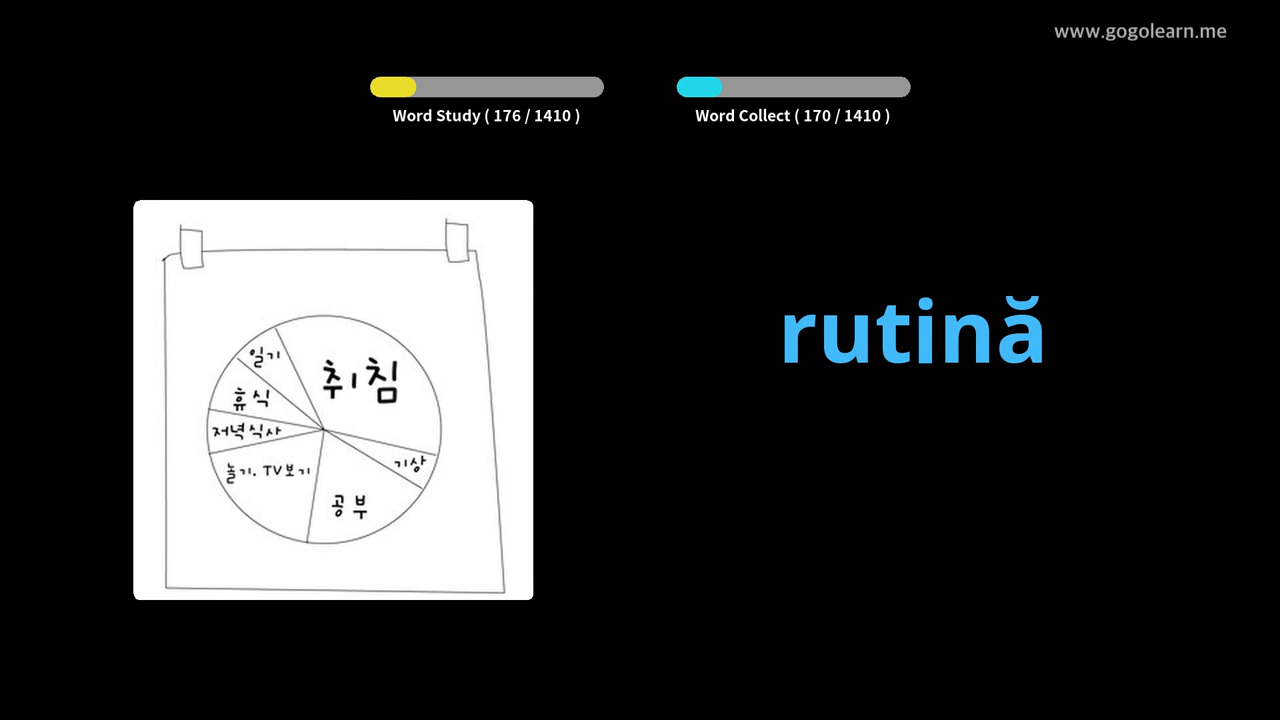 www.gogolearn.me
Word Study ( 176 / 1410 )
Word Collect ( 170 / 1410 )
rutină
일기
취침
휴식
저녁식사
기상
놀기. TV보기
공부